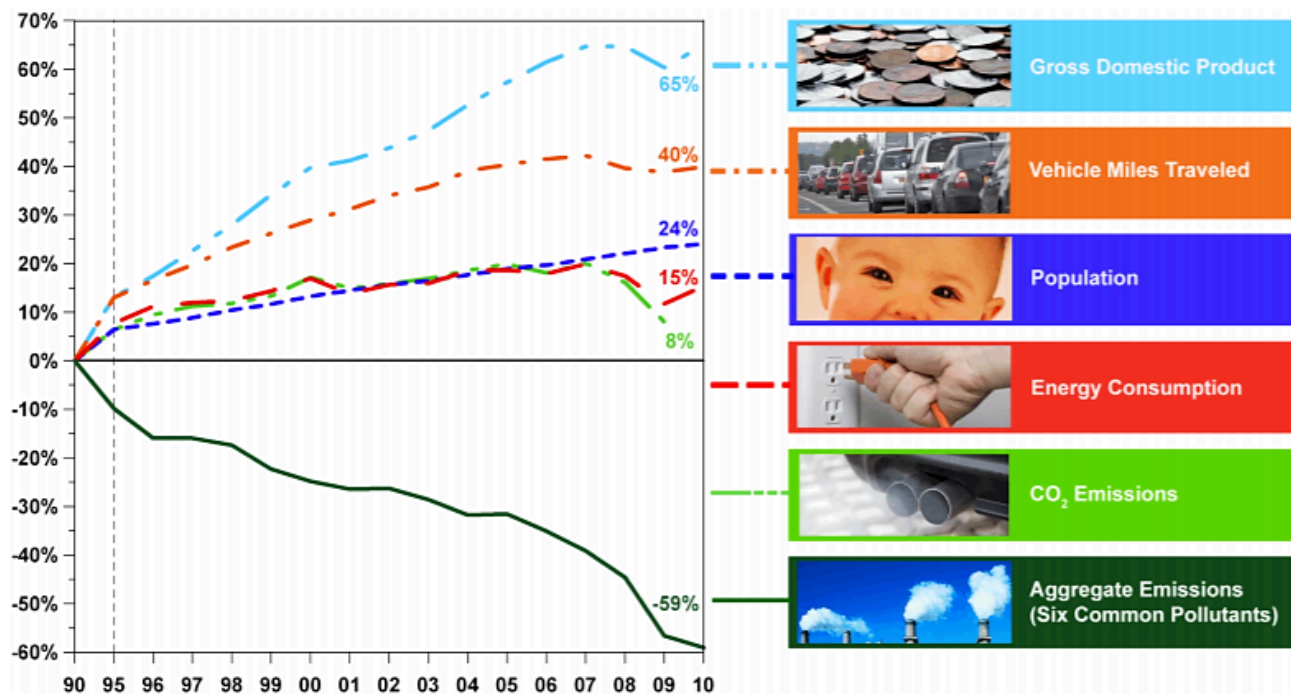 70%
60%
50%
40%
30%
20%
10%
0%
-10%
-20%
-30%
-40%
-50%
-60%
65%
40%
24%
15%
8%
-59%
90 95 96 97 98 99 00 01 02 03 04 05 06 07 08 09 10
Gross Domestic Product
Vehicle Miles Traveled
Population
Energy Consumption
CO₂ Emissions
Aggregate Emissions
(Six Common Pollutants)